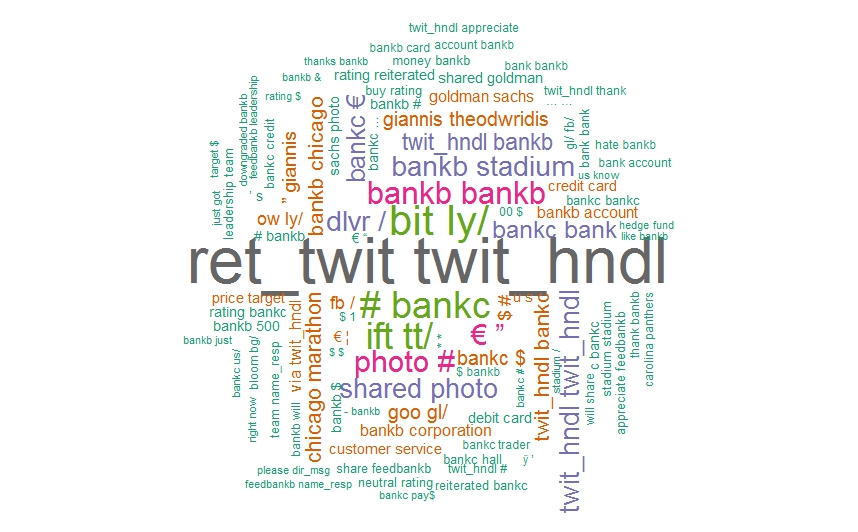 twit_hndl appreciate
bankb card
account bankb
thanks bankb
money bankb
bank bankb
bankb &
rating reiterated
shared goldman
rating $
buy rating
bankb #
goldman sachs
twit_hndl thank
... ...
giannis theodwridis
bankc €
twit_hndl bankb
bankb stadium
bankb bankb
bankb chicago
” giannis
sachs photo
bankc ...
downgraded bankb
feedbankb leadership
bankc credit
target $
just got
leadership team
' s
gl/ fb/
bank bank
hate bankb
bank account
us know
credit card
bankc bankc
bankb account
00 $
hedge fund
like bankb
ow ly/
# bankb
dlvr /
bit ly/
bankc bank
€ “
ret_twit twit_hndl
price target
rating bankc
bankb 500
bankb just
fb /
$ 1
€ ¦
$ $
# bankc
ift tt/
* *
€ ”
# $
u s
photo #
bankc $
$ bankb
shared photo
bankc us/
right now
bloom bg/
team name_resp
bankb will
via twit_hndl
chicago marathon
bankb $
- bankb
goo gl/
debit card
bankc #
twit_hndl bankc
stadium /
twit_hndl twit_hndl
will share
c bankc
stadium stadium
appreciate feedbankb
thank bankb
carolina panthers
bankb corporation
customer service
bankc trader
bankc hall
ÿ '
please dir_msg
share feedbankb
twit_hndl #
feedbankb name_resp
neutral rating
reiterated bankc
bankc pay$